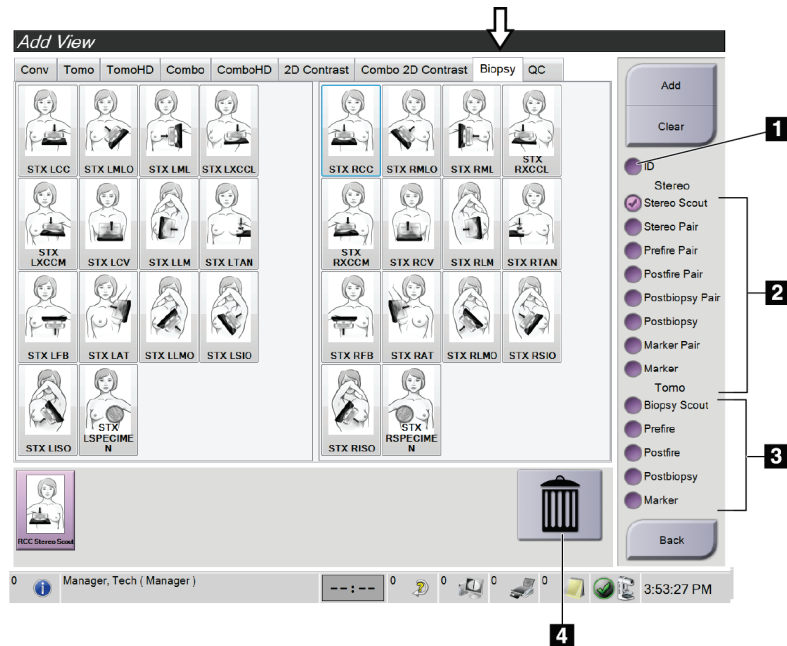 Add View
Conv Tomo TomoHD Combo ComboHD 2D Contrast Combo 2D Contrast Biopsy QC
STX LCC STX LMLO STX LML STX LXCCL
STX RCC STX RMLO STX RML STX
RXCCL
STX
LXCCM STX LCV STX LLM STX LTAN
STX
RXCCM STX RCV STX RLM STX RTAN
STX LFB STX LAT STX LLMO STX LSIO
STX RFB STX RAT STX RLMO STX RSIO
STX LISO STX
LSPECIME
N
STX RISO STX
RSPECIME
N
Add
Clear
1
ID
Stereo
Stereo Scout
Stereo Pair
Prefire Pair
Postfire Pair
Postbiopsy Pair
2
Postbiopsy
Marker Pair
Marker
Tomo
Biopsy Scout
Prefire
Postfire
3
Postbiopsy
Marker
Back
RCC Stereo Scout
0 Manager, Tech ( Manager ) --:-- 0 0 0 0 3:53:27 PM
4